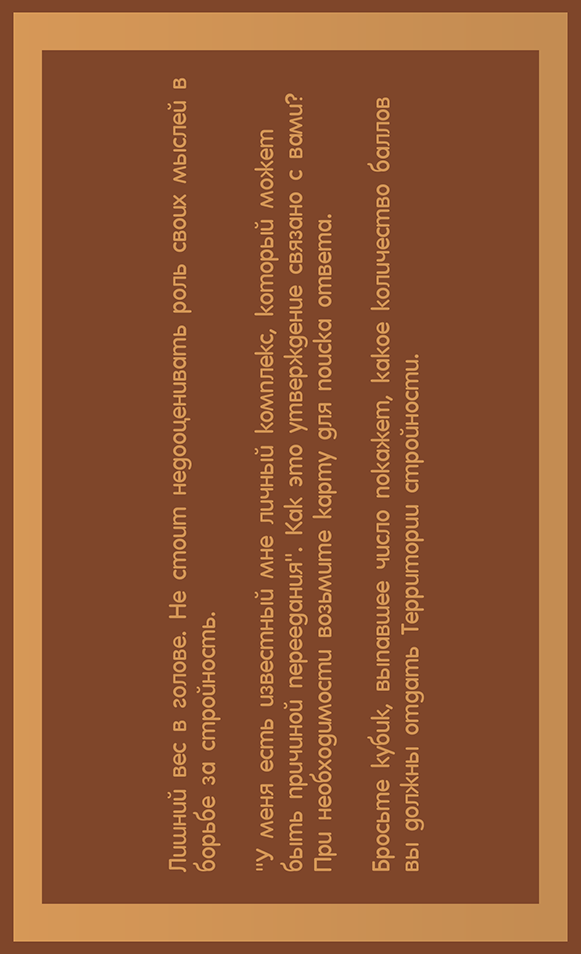 Лишний вес в голове. Не стоит недооценивать роль своих мыслей в
борьбе за стройность.
"У меня есть известный мне личный комплекс, который может
быть причиной переедания". Как это утверждение связано с вами?
При необходимости возьмите карту для поиска ответа.
Бросьте кубик, выпавшее число покажет, какое количество баллов
вы должны отдать Территории стройности.